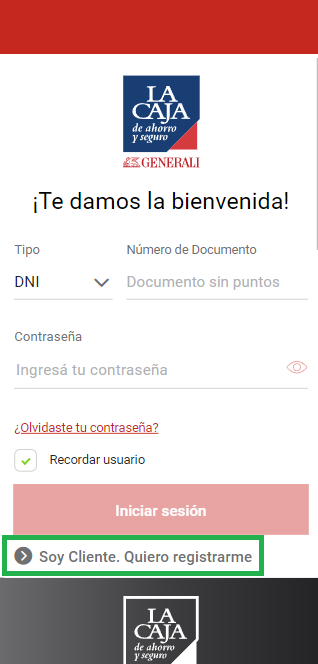 LA
CAJA
de ahorro
y seguro
GENERALI
¡Te damos la bienvenida!
Tipo
Número de Documento
DNI
Documento sin puntos
Contraseña
Ingresá tu contraseña
¿Olvidaste tu contraseña?
Recordar usuario
Iniciar sesión
Soy Cliente. Quiero registrarme
LA
CAJA
de ahorro
y seguro